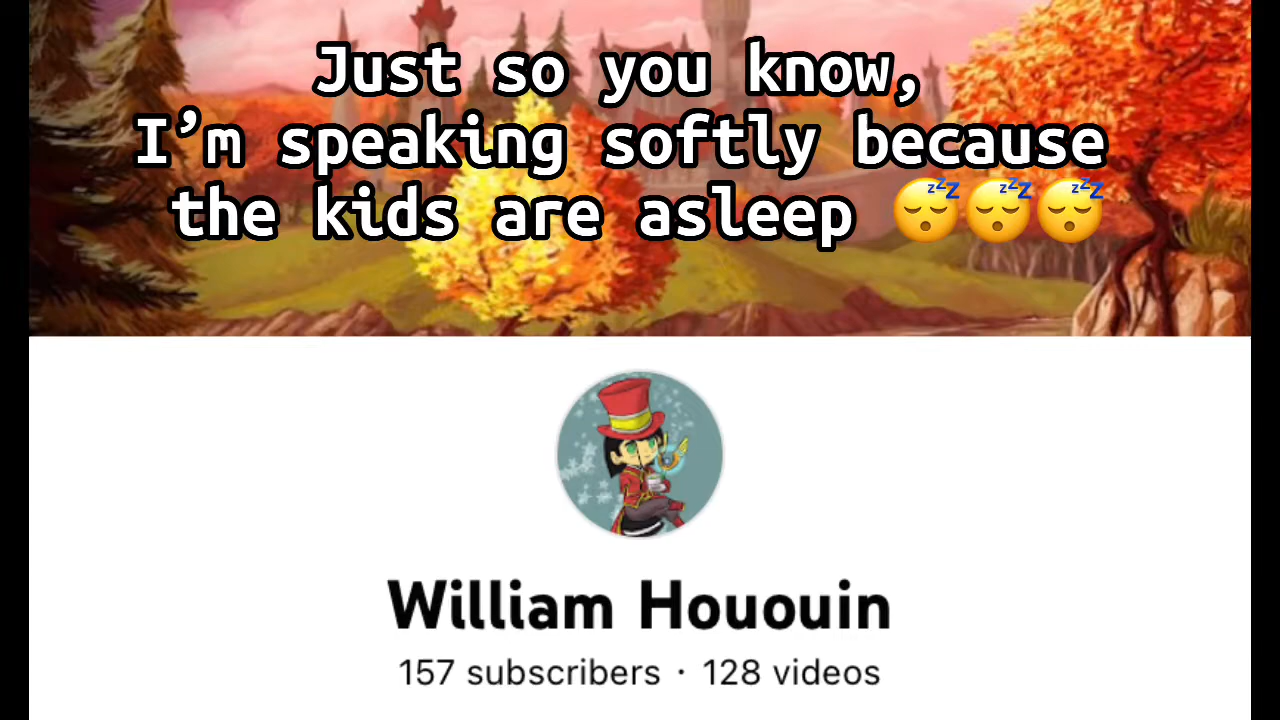 Just so you know,
I’m speaking softly because
the kids are asleep 😴😴😴
William Hououin
157 subscribers · 128 videos